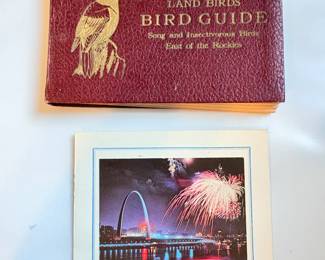 LAND BIRDS
BIRD GUIDE
Song and Insectivorous Birds
East of the Rockies